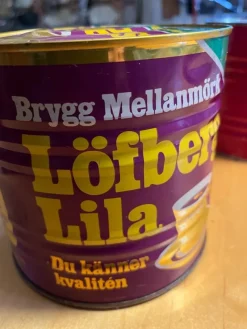 Brygg Mellanmörk
Löfber
Lila
Du känner
kvalitén